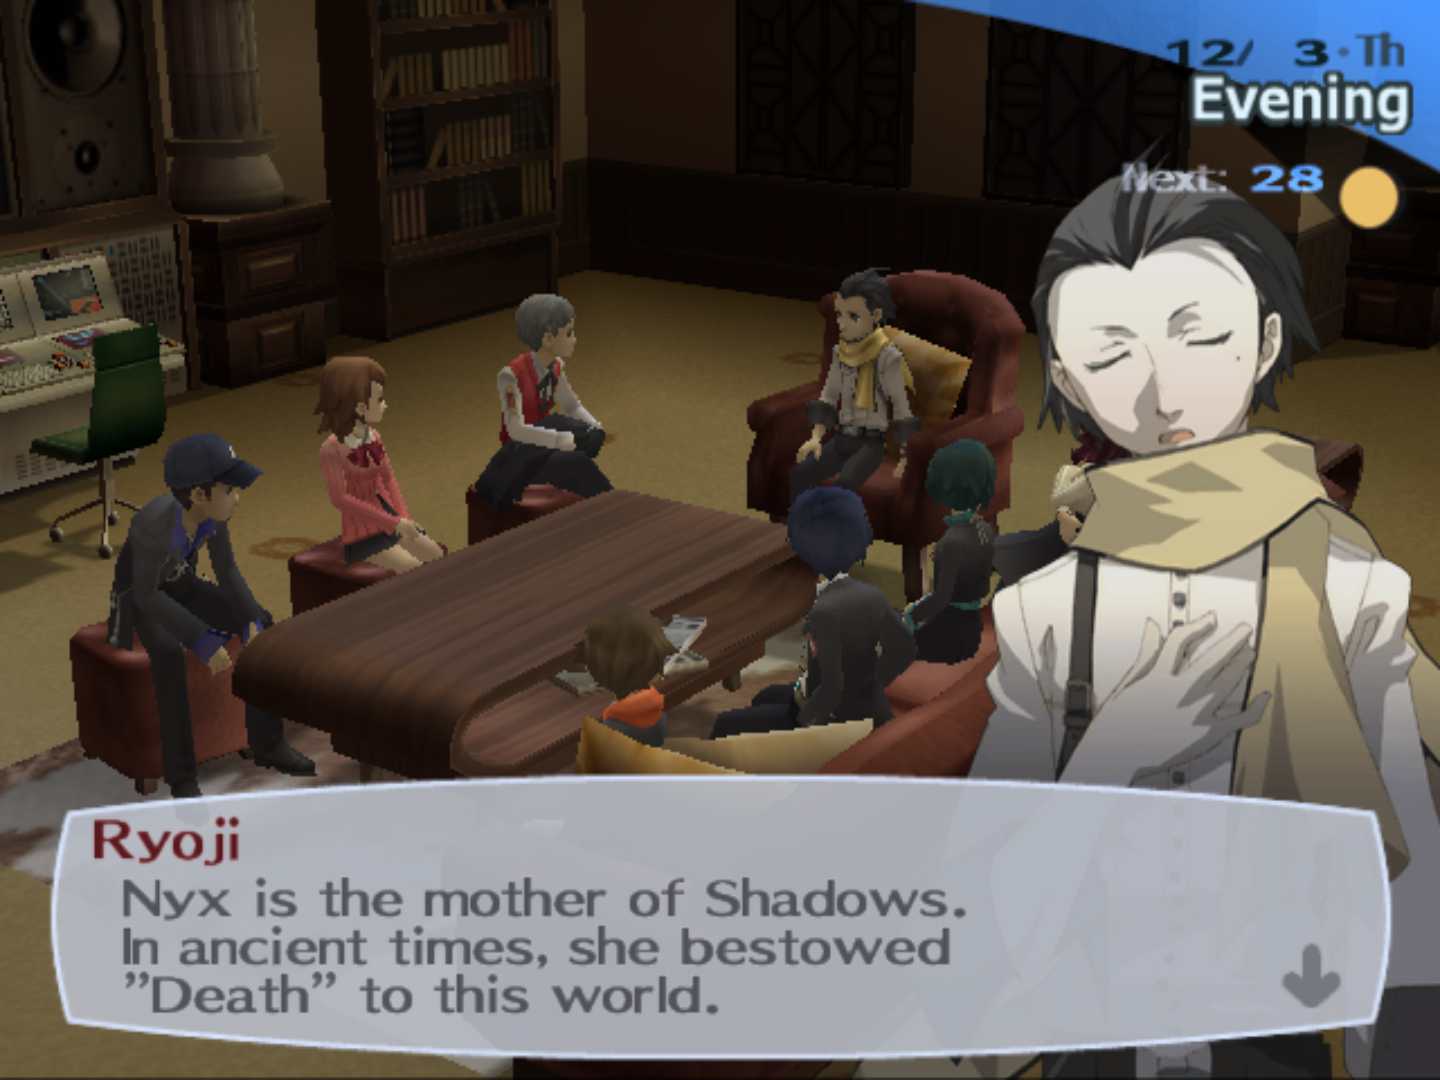 12/ 3・Th
Evening
Next: 28
Ryoji
Nyx is the mother of Shadows.
In ancient times, she bestowed
"Death" to this world.